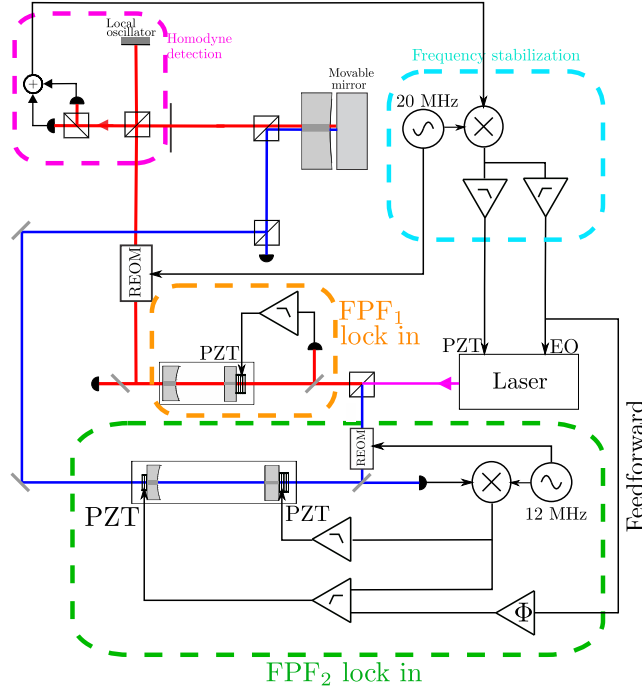 Local
oscillator
Homodyne
detection
Frequency stabilization
Movable
mirror
20 MHz
REOM
FPF₁
lock in
PZT
PZT
EO
Laser
REOM
Feedforward
PZT
PZT
12 MHz
Φ
FPF₂ lock in